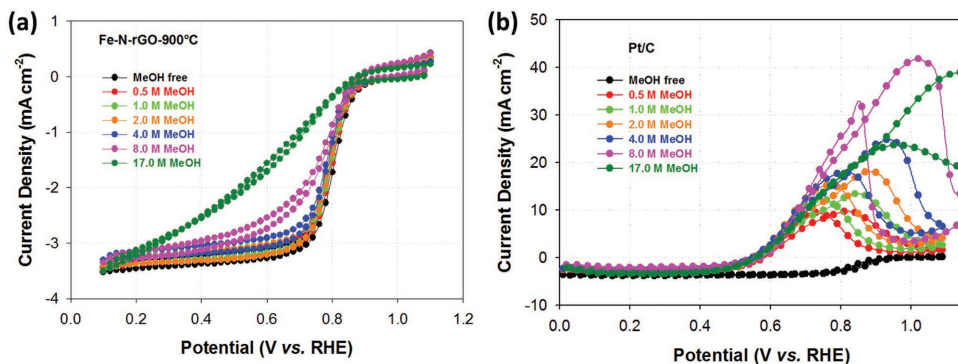 (a)
Fe-N-rGO-900°C
MeOH free
0.5 M MeOH
1.0 M MeOH
2.0 M MeOH
4.0 M MeOH
8.0 M MeOH
17.0 M MeOH
Current Density (mA cm-2)
1
0
-1
-2
-3
-4
0.0 0.2 0.4 0.6 0.8 1.0 1.2
Potential (V vs. RHE)
(b)
Pt/C
MeOH free
0.5 M MeOH
1.0 M MeOH
2.0 M MeOH
4.0 M MeOH
8.0 M MeOH
17.0 M MeOH
Current Density (mA cm-2)
50
40
30
20
10
0
-10
0.0 0.2 0.4 0.6 0.8 1.0
Potential (V vs. RHE)